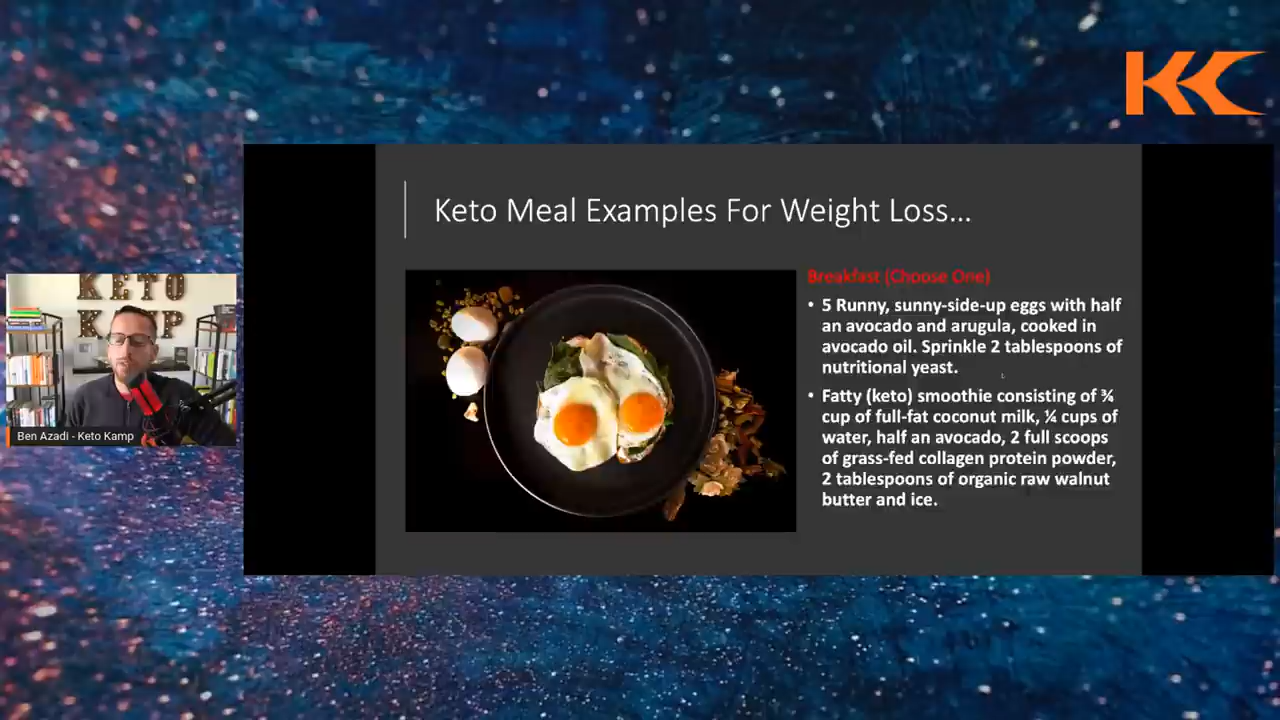 KC
Keto Meal Examples For Weight Loss...
Breakfast (Choose One)
• 5 Runny, sunny-side-up eggs with half
an avocado and arugula, cooked in
avocado oil. Sprinkle 2 tablespoons of
nutritional yeast.
• Fatty (keto) smoothie consisting of ¾
cup of full-fat coconut milk, ¼ cups of
water, half an avocado, 2 full scoops
of grass-fed collagen protein powder,
2 tablespoons of organic raw walnut
butter and ice.
KETO
KAMP
Ben Azadi - Keto Kamp